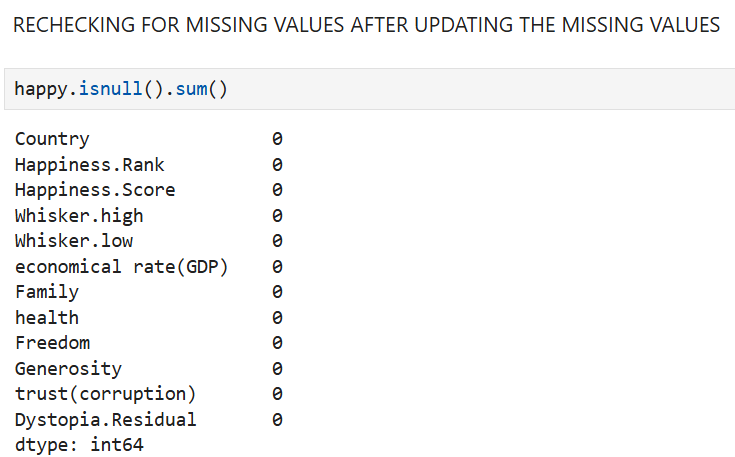 RECHECKING FOR MISSING VALUES AFTER UPDATING THE MISSING VALUES
happy.isnull().sum()
Country 0
Happiness.Rank 0
Happiness.Score 0
Whisker.high 0
Whisker.low 0
economical rate(GDP) 0
Family 0
health 0
Freedom 0
Generosity 0
trust(corruption) 0
Dystopia.Residual 0
dtype: int64